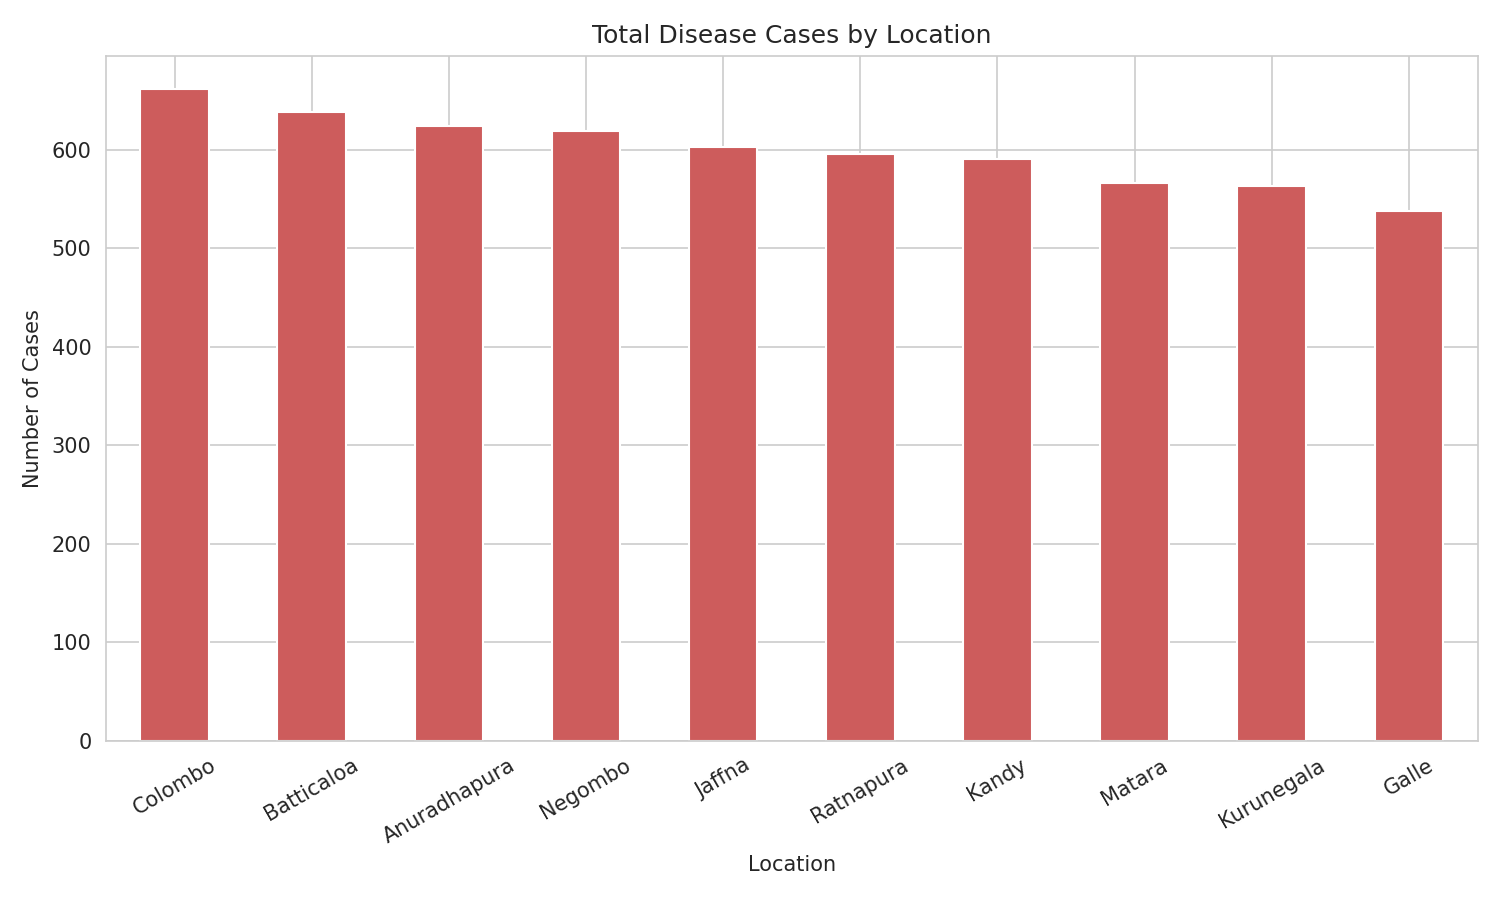 Total Disease Cases by Location
Number of Cases
600
500
400
300
200
100
0
Colombo
Batticaloa
Anuradhapura
Negombo
Jaffna
Ratnapura
Kandy
Matara
Kurunegala
Galle
Location